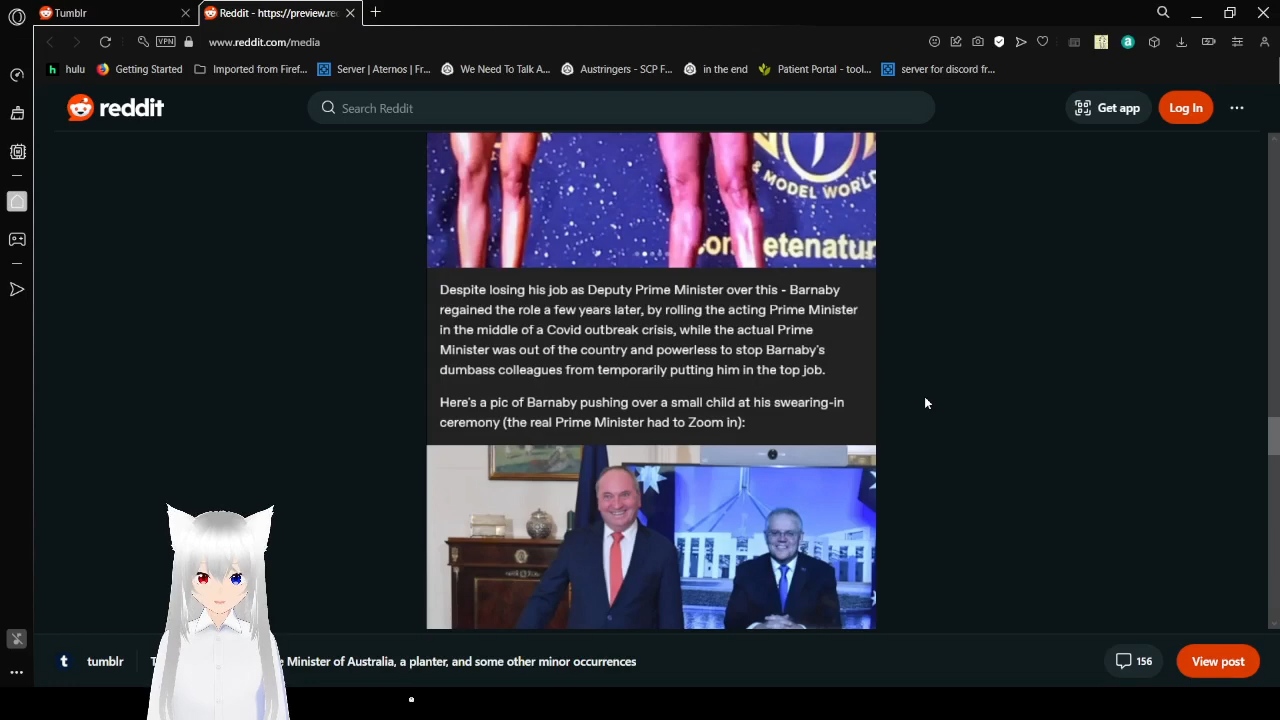 Tumblr
Reddit - https://preview.re
VPN
www.reddit.com/media
hulu
Getting Started
Imported from Firef...
Server | Aternos | Fr...
We Need To Talk A...
Austringers - SCP F...
in the end
Patient Portal - tool...
server for discord fr...
reddit
Search Reddit
Get app
Log In
& MODEL WORLD
etenatur
Despite losing his job as Deputy Prime Minister over this - Barnaby
regained the role a few years later, by rolling the acting Prime Minister
in the middle of a Covid outbreak crisis, while the actual Prime
Minister was out of the country and powerless to stop Barnaby's
dumbass colleagues from temporarily putting him in the top job.
Here's a pic of Barnaby pushing over a small child at his swearing-in
ceremony (the real Prime Minister had to Zoom in):
tumblr
Minister of Australia, a planter, and some other minor occurrences
156
View post